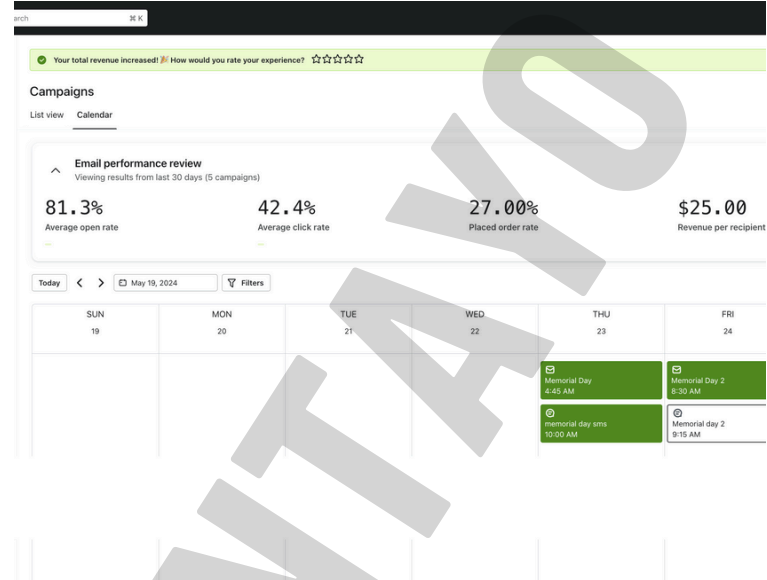 arch
⌘ K
Your total revenue increased! 🎉 How would you rate your experience? ☆☆☆☆☆
Campaigns
List view Calendar
Email performance review
Viewing results from last 30 days (5 campaigns)
81.3% 42.4% 27.00% $25.00
Average open rate Average click rate Placed order rate Revenue per recipient
Today < > May 19, 2024 Filters
SUN MON TUE WED THU FRI
19 20 21 22 23 24
Memorial Day
4:45 AM
Memorial Day 2
8:30 AM
memorial day sms
10:00 AM
Memorial day 2
9:15 AM
NTAYO